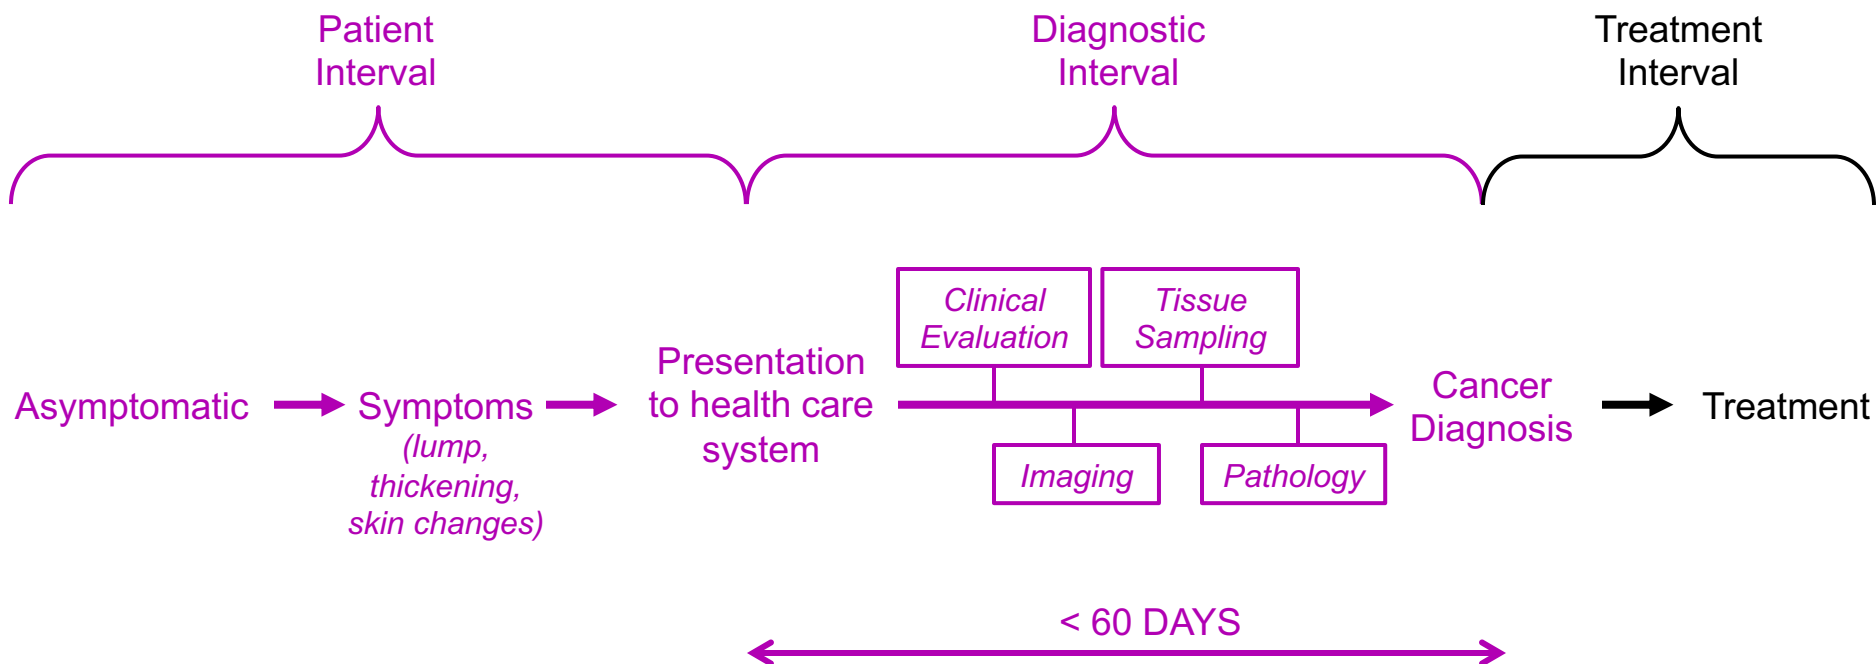 Patient
Interval
Diagnostic
Interval
Treatment
Interval
Asymptomatic
Symptoms
(lump,
thickening,
skin changes)
Presentation
to health care
system
Clinical
Evaluation
Tissue
Sampling
Imaging
Pathology
Cancer
Diagnosis
Treatment
< 60 DAYS